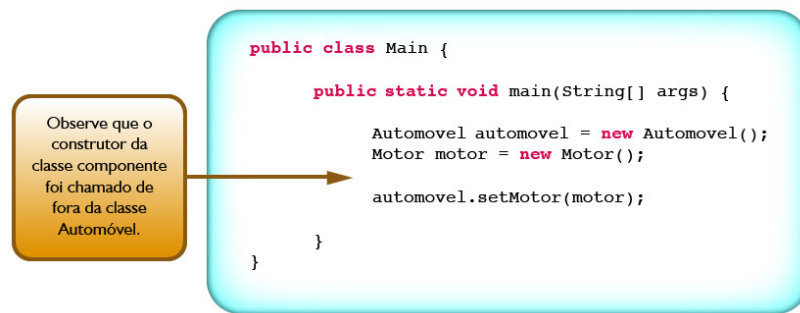 Observe que o
construtor da
classe componente
foi chamado de
fora da classe
Automóvel.
public class Main {
public static void main(String[] args) {
Automovel automovel = new Automovel();
Motor motor = new Motor();
automovel.setMotor(motor);
}
}